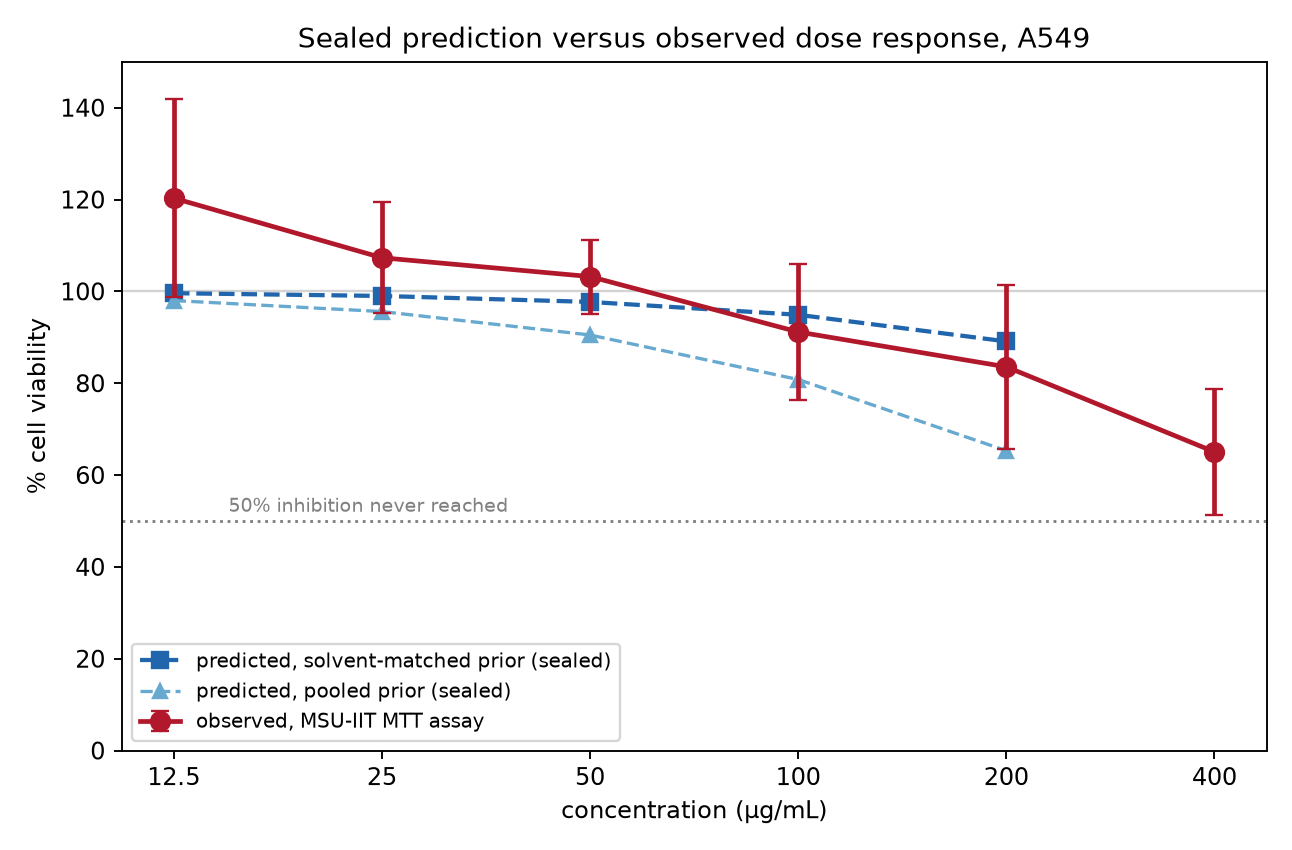 Sealed prediction versus observed dose response, A549
% cell viability
140
120
100
80
60
40
20
0
50% inhibition never reached
predicted, solvent-matched prior (sealed)
predicted, pooled prior (sealed)
observed, MSU-IIT MTT assay
12.5 25 50 100 200 400
concentration (µg/mL)